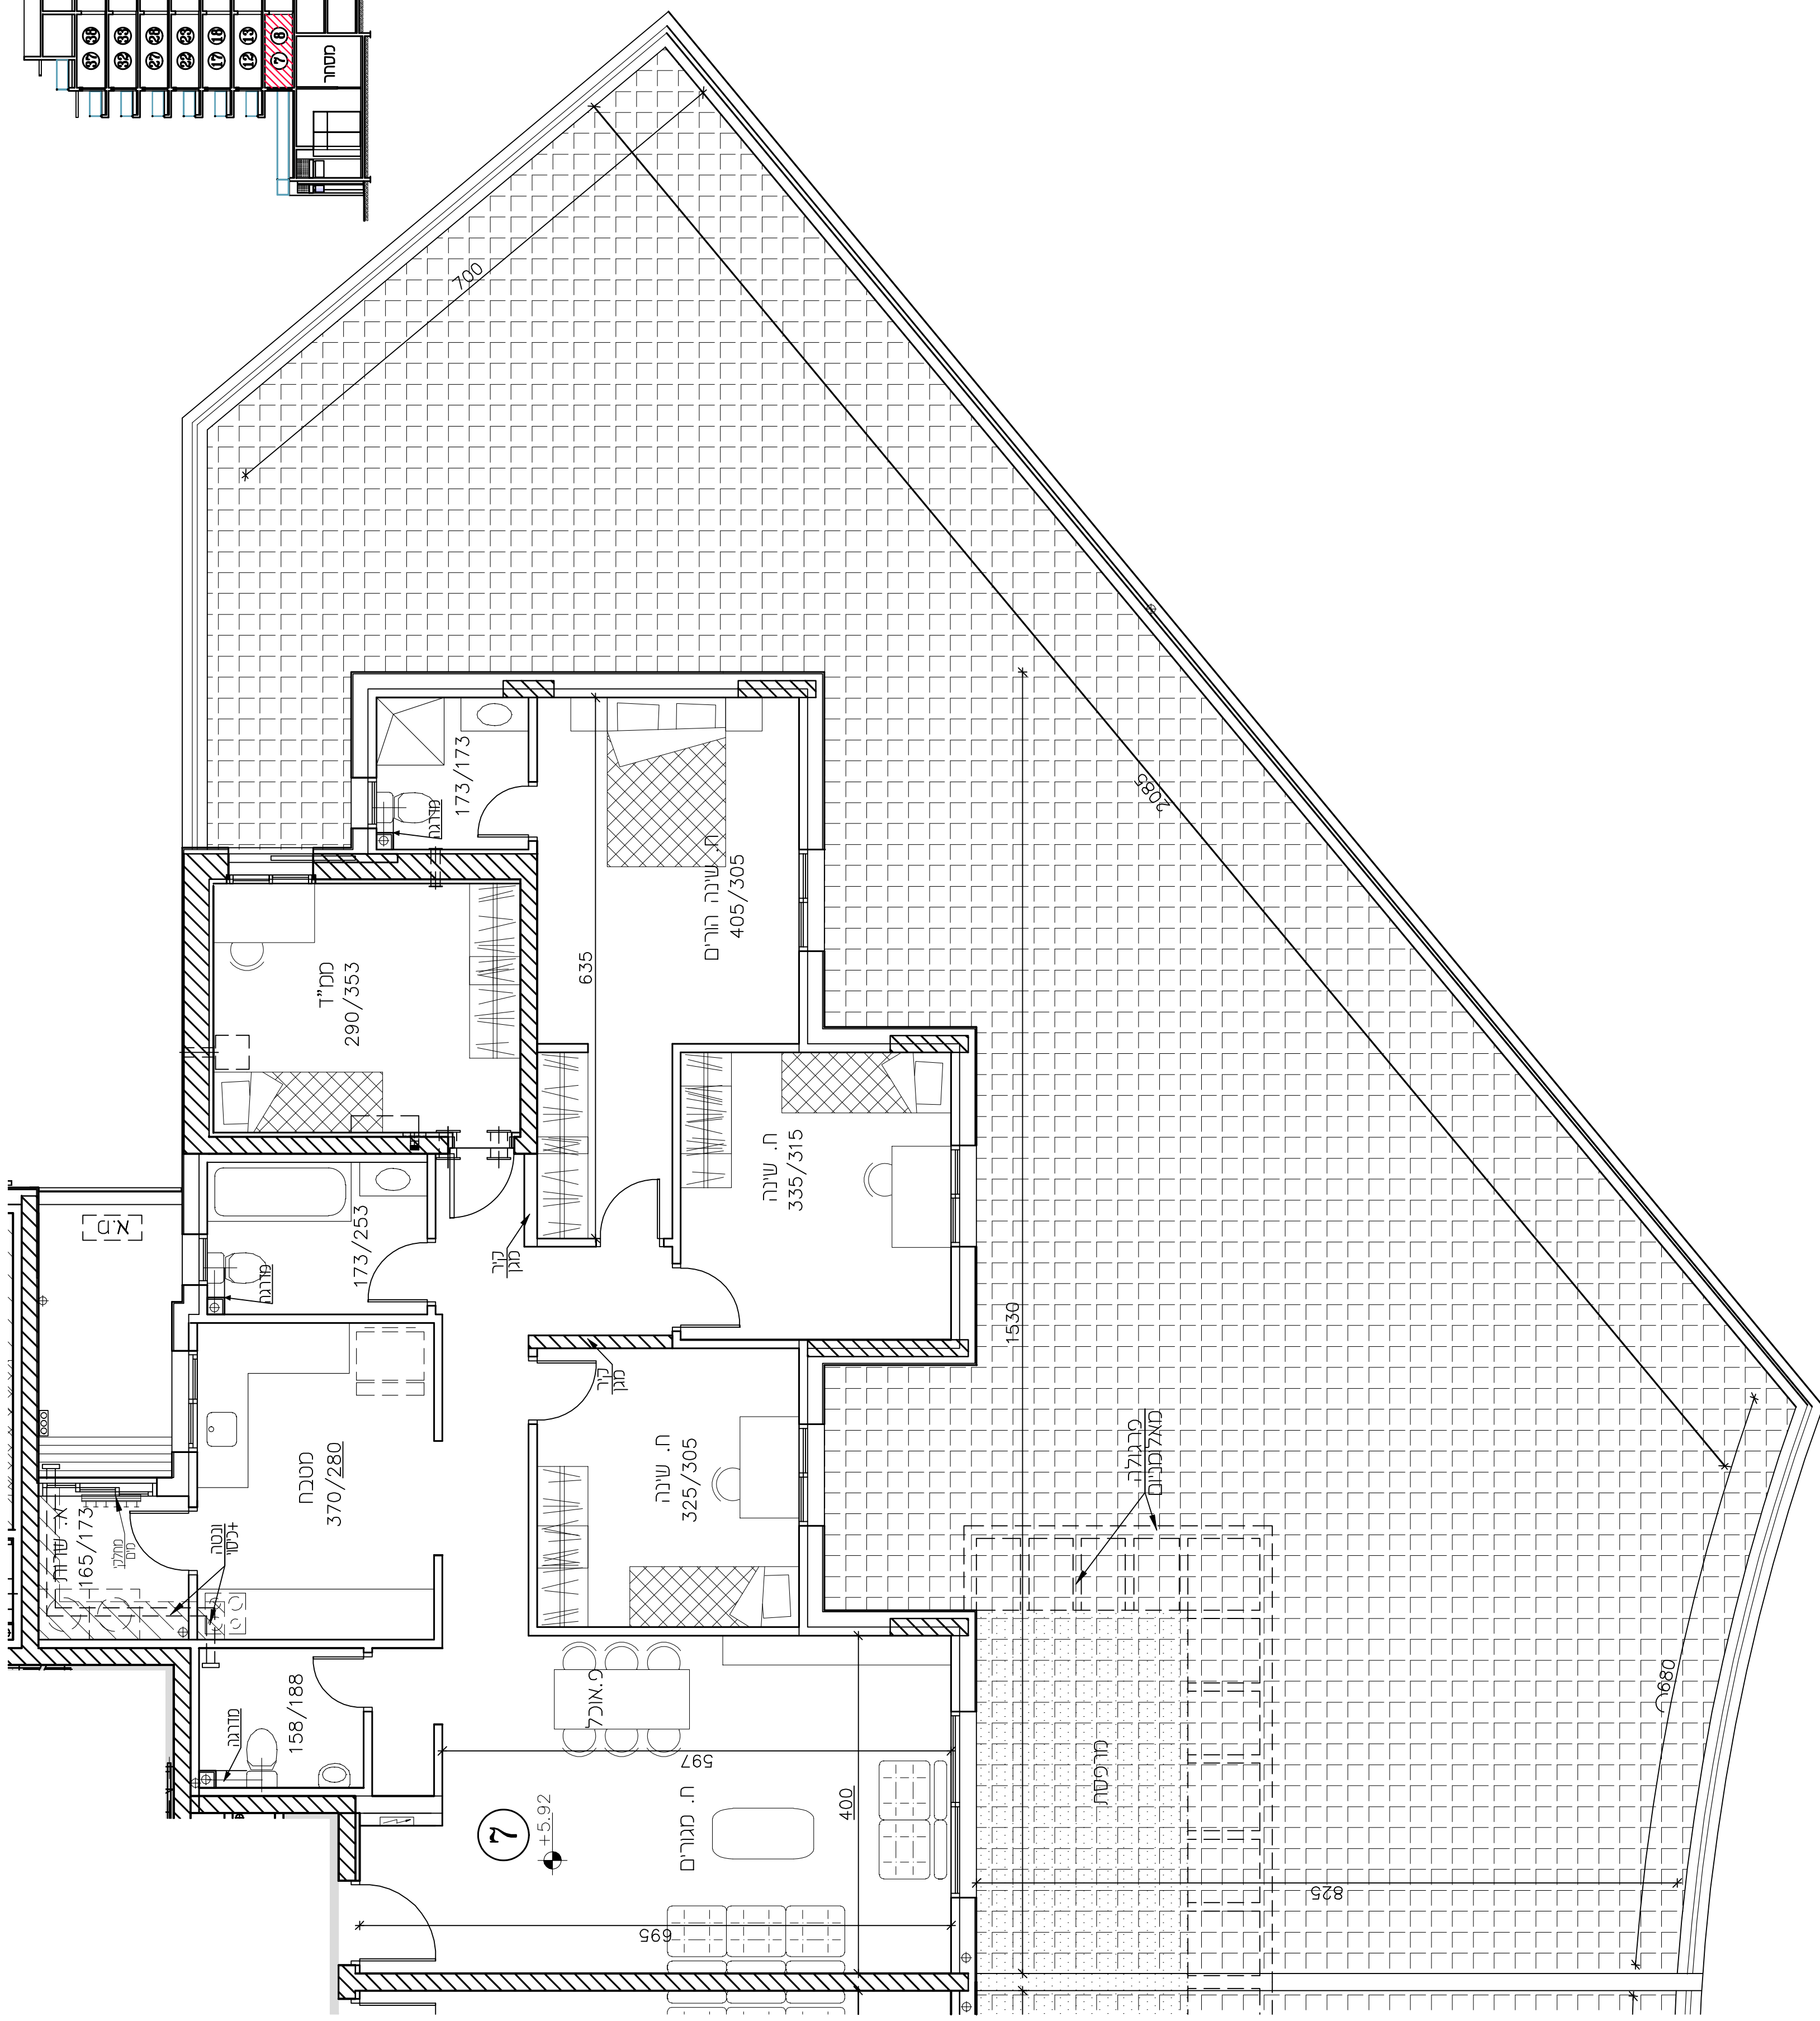 37 38
32 33
27 28
22 23
17 18
12 13
7 8
מסחר
700
2085
173/173
מדרגה
ח. שינה הורים
405/305
635
ממ"ד
290/353
ח. שינה
335/315
א.מ
173/253
מדרגה
קיר
מגן
1530
קיר
מגן
מטבח
370/280
ח. שינה
325/305
פרגולה
מאלומניום
א. שרות
165/173
מחלק
מים
ונטה
+כיסוי
158/188
מדרגה
פ.אוכל
597
ח. מגורים
400
7
+5.92
695
מרפסת
825
680